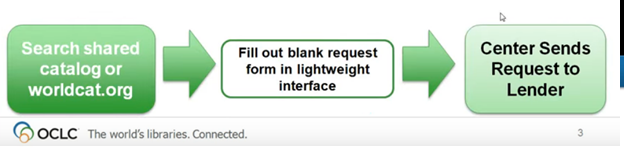 Search shared
catalog or
worldcat.org
Fill out blank request
form in lightweight
interface
Center Sends
Request to
Lender
OCLC The world's libraries. Connected.
3